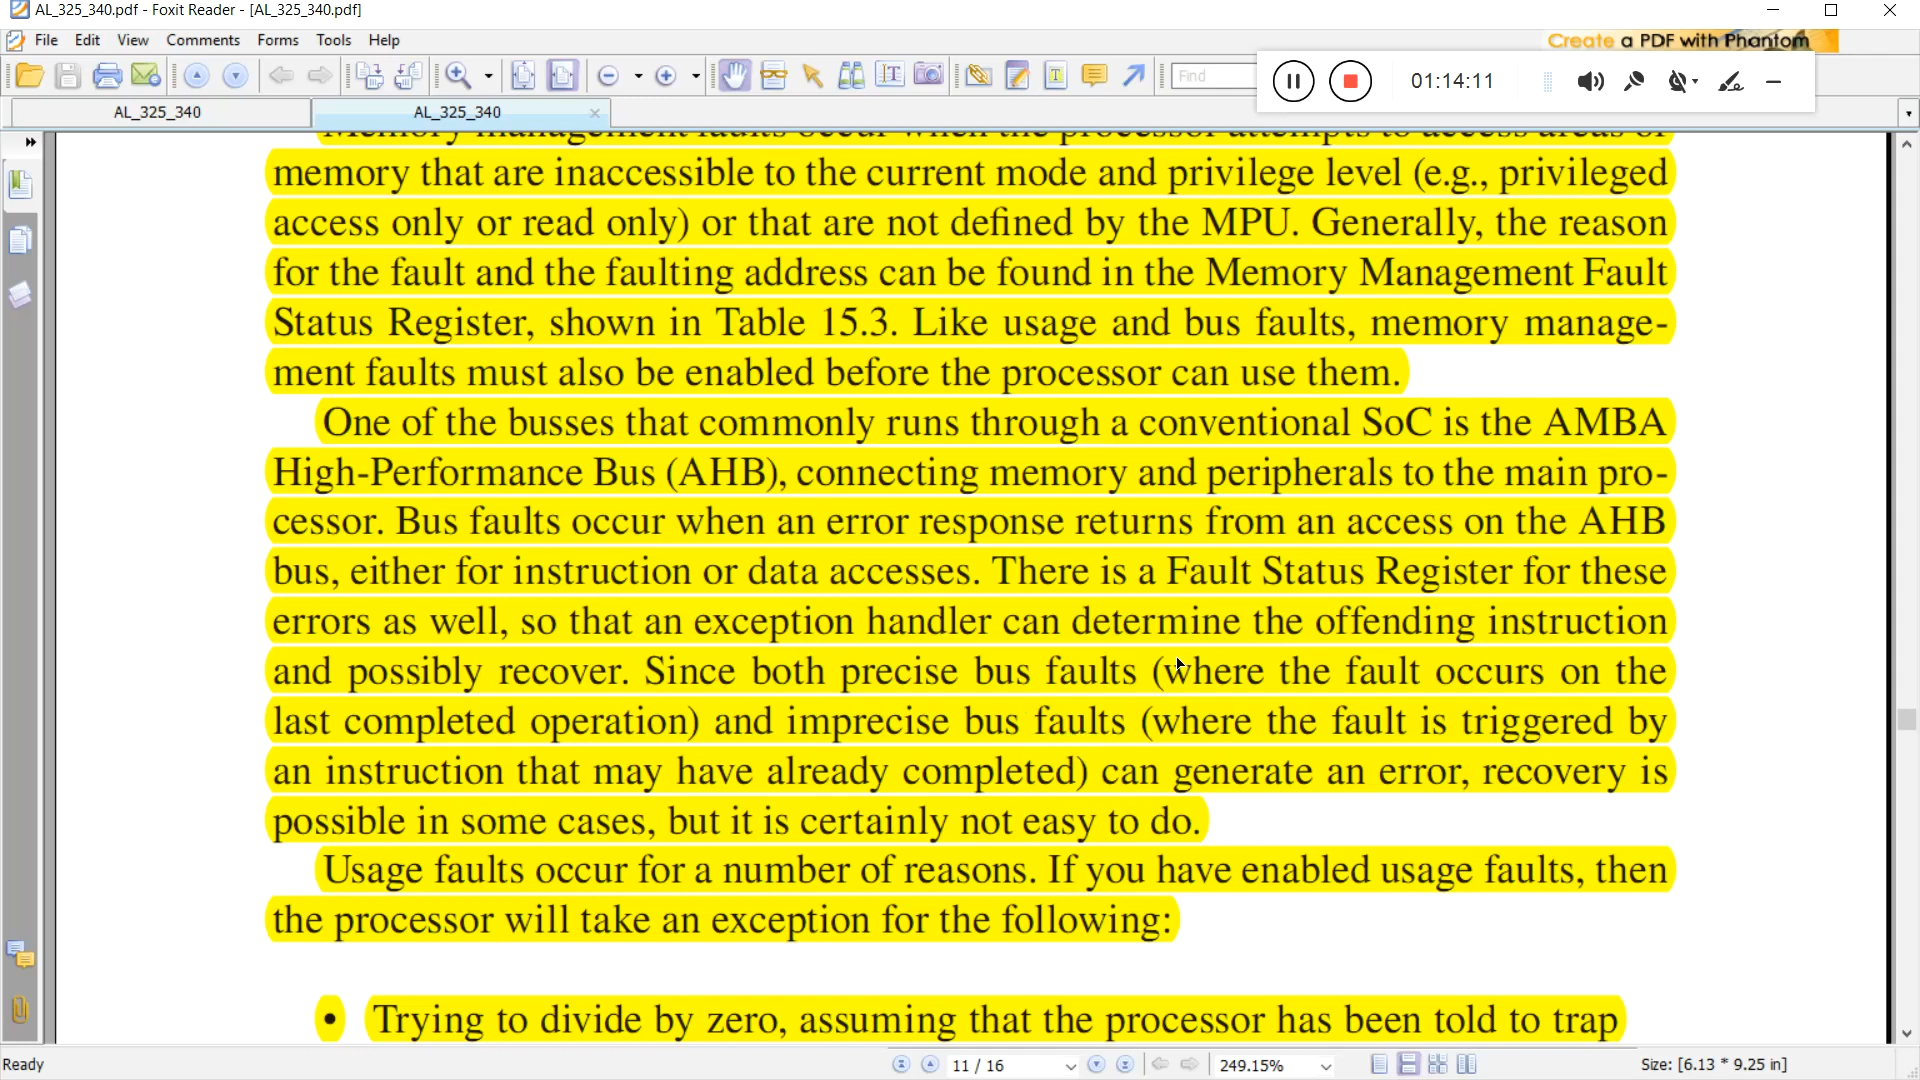 AL_325_340.pdf - Foxit Reader - [AL_325_340.pdf]
File Edit View Comments Forms Tools Help
Create a PDF with Phantom
Find
01:14:11
AL_325_340 AL_325_340
Memory management faults occur when the processor attempts to access areas of
memory that are inaccessible to the current mode and privilege level (e.g., privileged
access only or read only) or that are not defined by the MPU. Generally, the reason
for the fault and the faulting address can be found in the Memory Management Fault
Status Register, shown in Table 15.3. Like usage and bus faults, memory manage-
ment faults must also be enabled before the processor can use them.
One of the busses that commonly runs through a conventional SoC is the AMBA
High-Performance Bus (AHB), connecting memory and peripherals to the main pro-
cessor. Bus faults occur when an error response returns from an access on the AHB
bus, either for instruction or data accesses. There is a Fault Status Register for these
errors as well, so that an exception handler can determine the offending instruction
and possibly recover. Since both precise bus faults (where the fault occurs on the
last completed operation) and imprecise bus faults (where the fault is triggered by
an instruction that may have already completed) can generate an error, recovery is
possible in some cases, but it is certainly not easy to do.
Usage faults occur for a number of reasons. If you have enabled usage faults, then
the processor will take an exception for the following:
• Trying to divide by zero, assuming that the processor has been told to trap
Ready
11 / 16
249.15%
Size: [6.13 * 9.25 in]